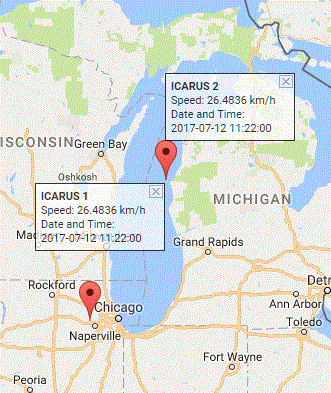 ICARUS 2
Speed: 26.4836 km/h
Date and Time:
2017-07-12 11:22:00
ISCONSIN
Green Bay
Oshkosh
ICARUS 1
Speed: 26.4836 km/h
Date and Time:
2017-07-12 11:22:00
MICHIGAN
Grand Rapids
Rockford
Chicago
Naperville
Detro
Ann Arbor
Toledo
Fort Wayne
Peoria